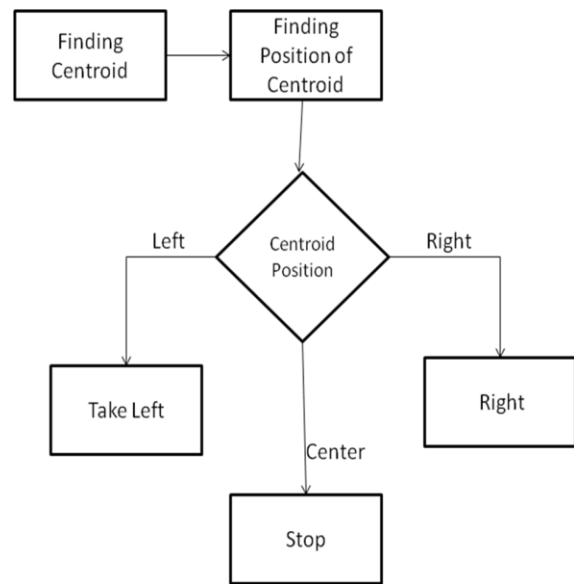 Finding
Centroid
Finding
Position of
Centroid
Centroid
Position
Left
Right
Take Left
Right
Center
Stop